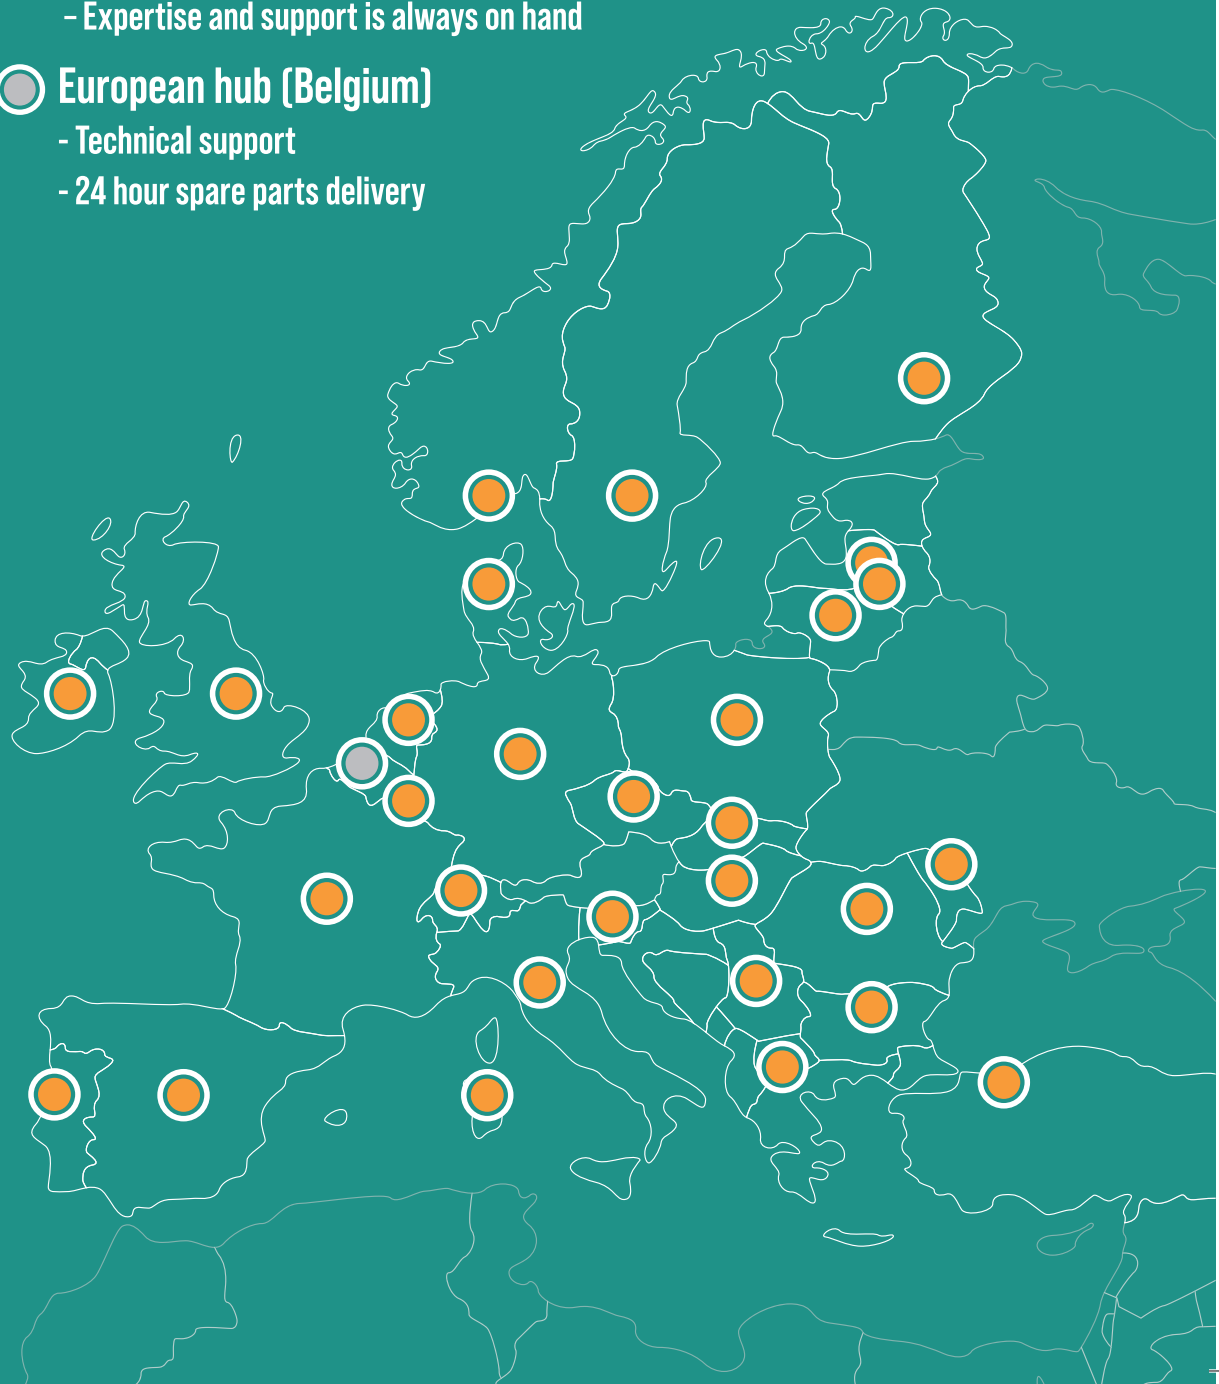 – Expertise and support is always on hand
European hub (Belgium)
- Technical support
- 24 hour spare parts delivery